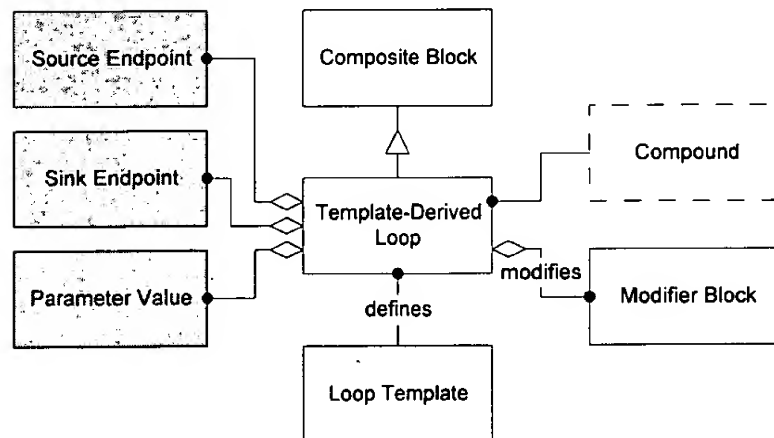 Source Endpoint
Composite Block
Sink Endpoint
Compound
Template-Derived
Loop
Parameter Value
modifies
Modifier Block
defines
Loop Template